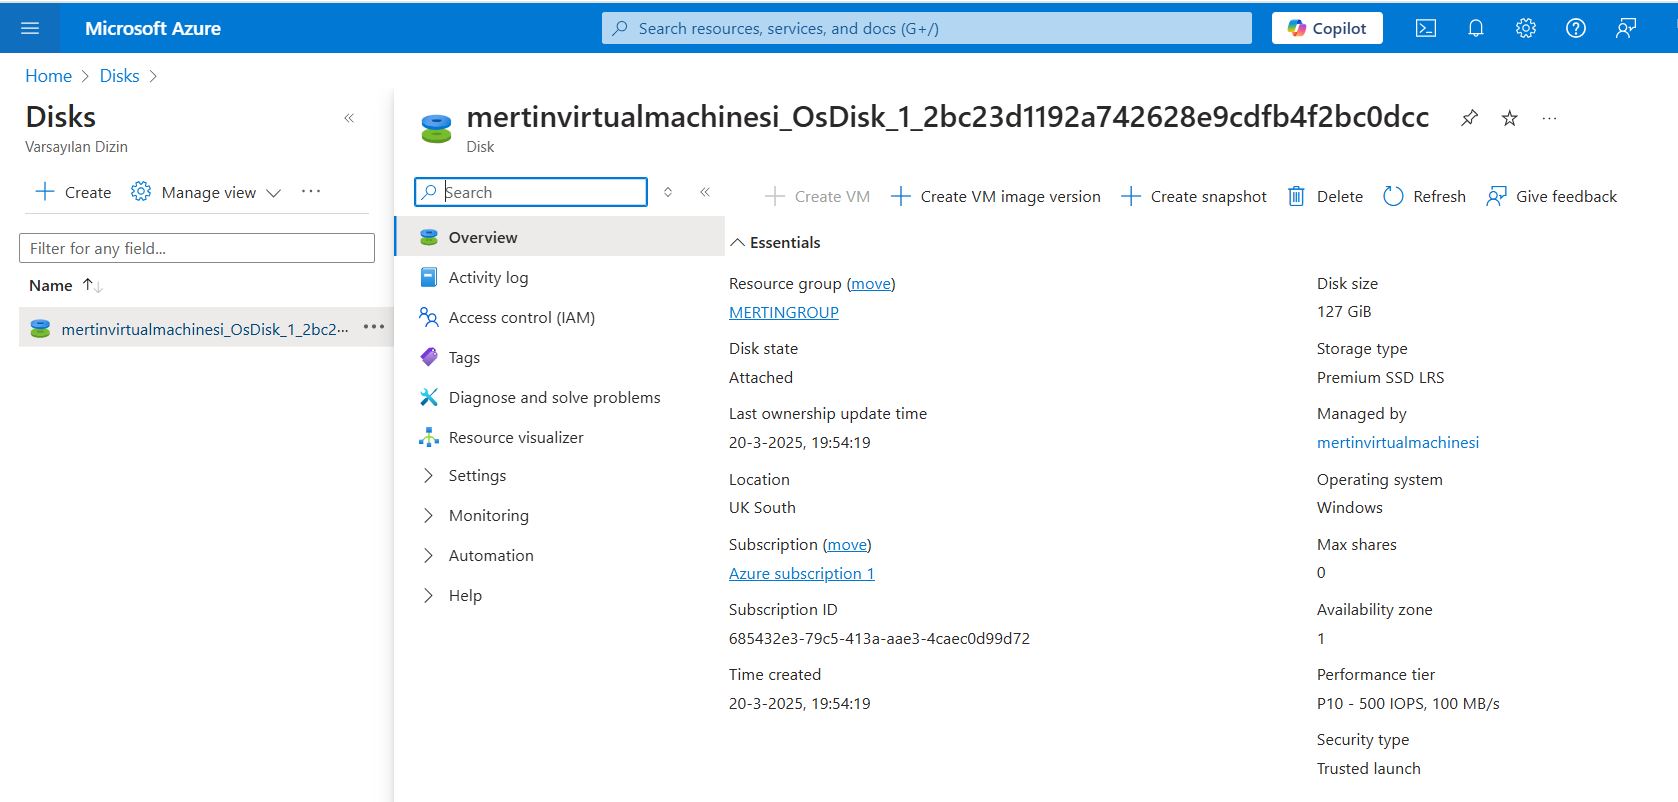 Microsoft Azure
Search resources, services, and docs (G+/)
Copilot
Home > Disks >
Disks
Varsayılan Dizin
Create
Manage view
Filter for any field...
Name
mertinvirtualmachinesi_OsDisk_1_2bc2...
mertinvirtualmachinesi_OsDisk_1_2bc23d1192a742628e9cdfb4f2bc0dcc
Disk
Search
Overview
Activity log
Access control (IAM)
Tags
Diagnose and solve problems
Resource visualizer
Settings
Monitoring
Automation
Help
Create VM
Create VM image version
Create snapshot
Delete
Refresh
Give feedback
Essentials
Resource group (move)
MERTINGROUP
Disk state
Attached
Last ownership update time
20-3-2025, 19:54:19
Location
UK South
Subscription (move)
Azure subscription 1
Subscription ID
685432e3-79c5-413a-aae3-4caec0d99d72
Time created
20-3-2025, 19:54:19
Disk size
127 GiB
Storage type
Premium SSD LRS
Managed by
mertinvirtualmachinesi
Operating system
Windows
Max shares
0
Availability zone
1
Performance tier
P10 - 500 IOPS, 100 MB/s
Security type
Trusted launch